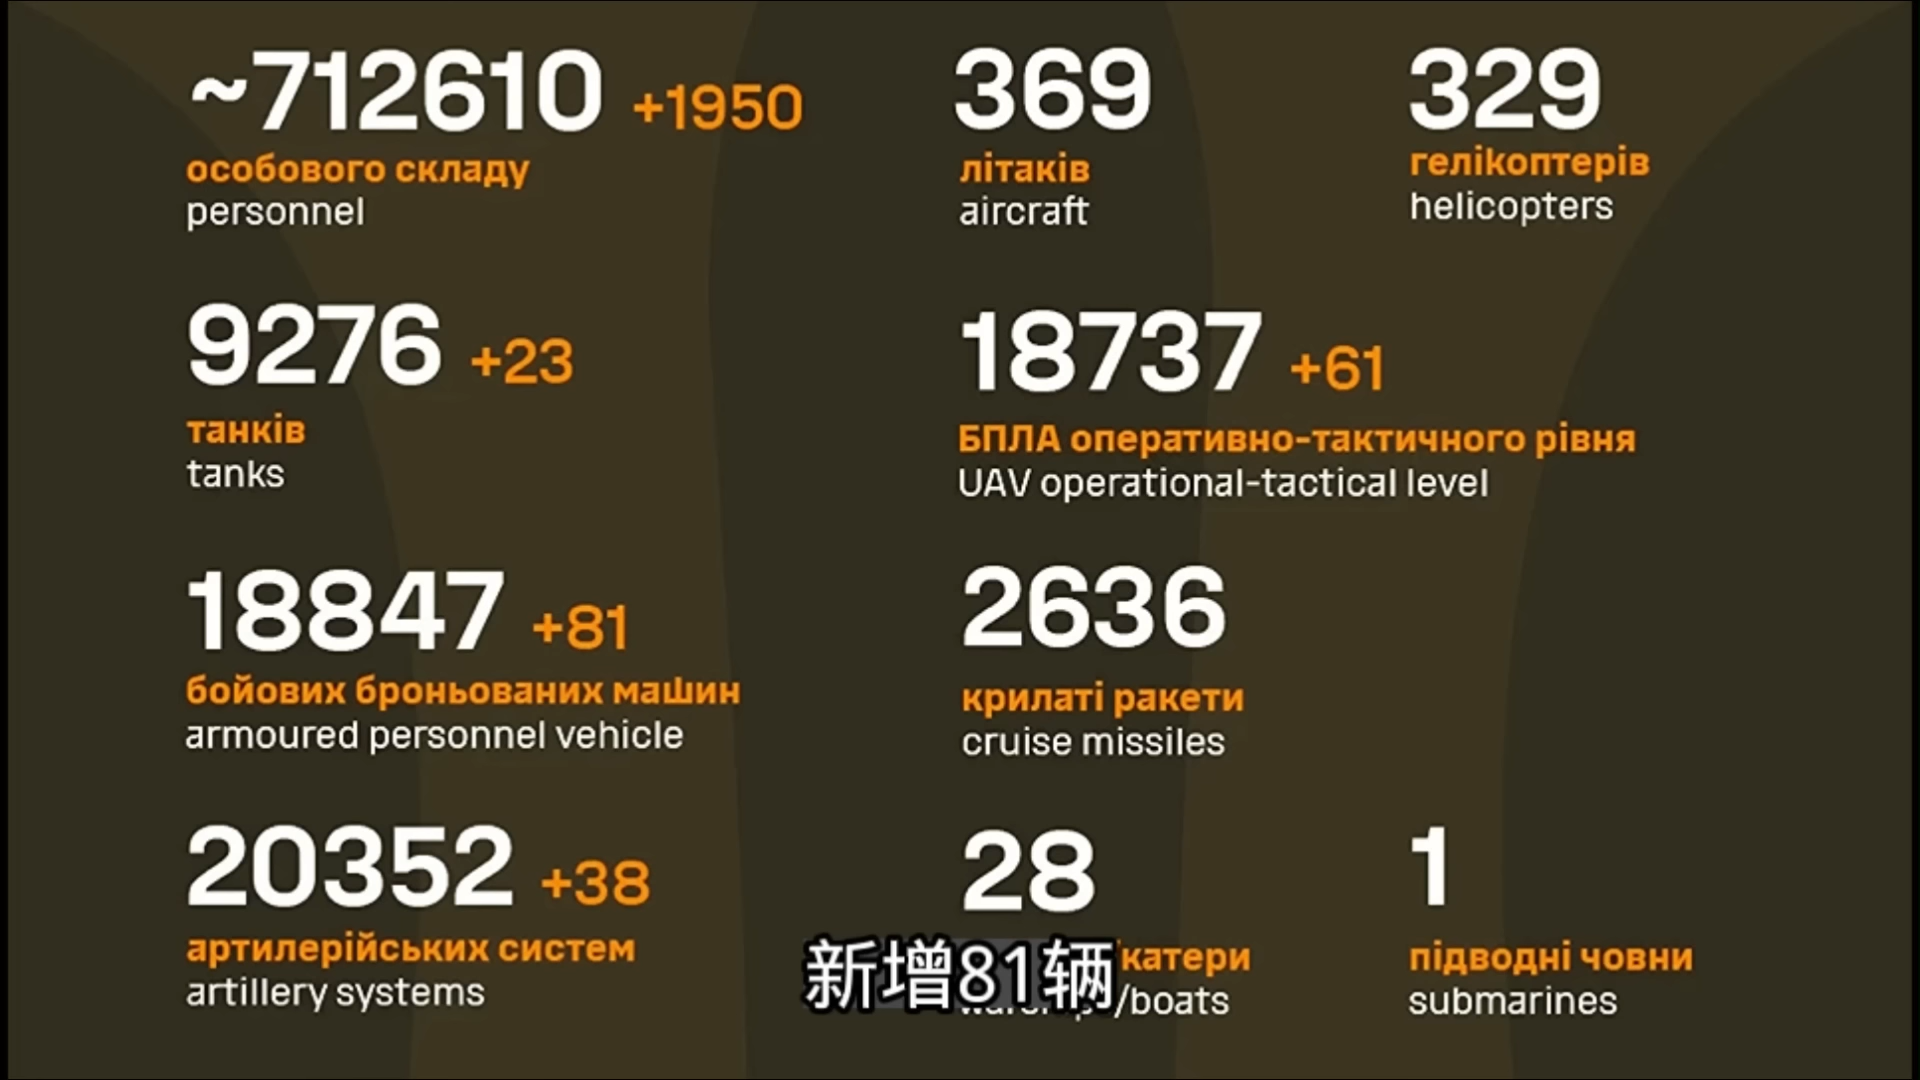 ~712610 +1950
особового складу
personnel
369
літаків
aircraft
329
гелікоптерів
helicopters
9276 +23
танків
tanks
18737 +61
БПЛА оперативно-тактичного рівня
UAV operational-tactical level
18847 +81
бойових броньованих машин
armoured personnel vehicle
2636
крилаті ракети
cruise missiles
20352 +38
артилерійських систем
artillery systems
28
катери
/boats
1
підводні човни
submarines
新增81辆